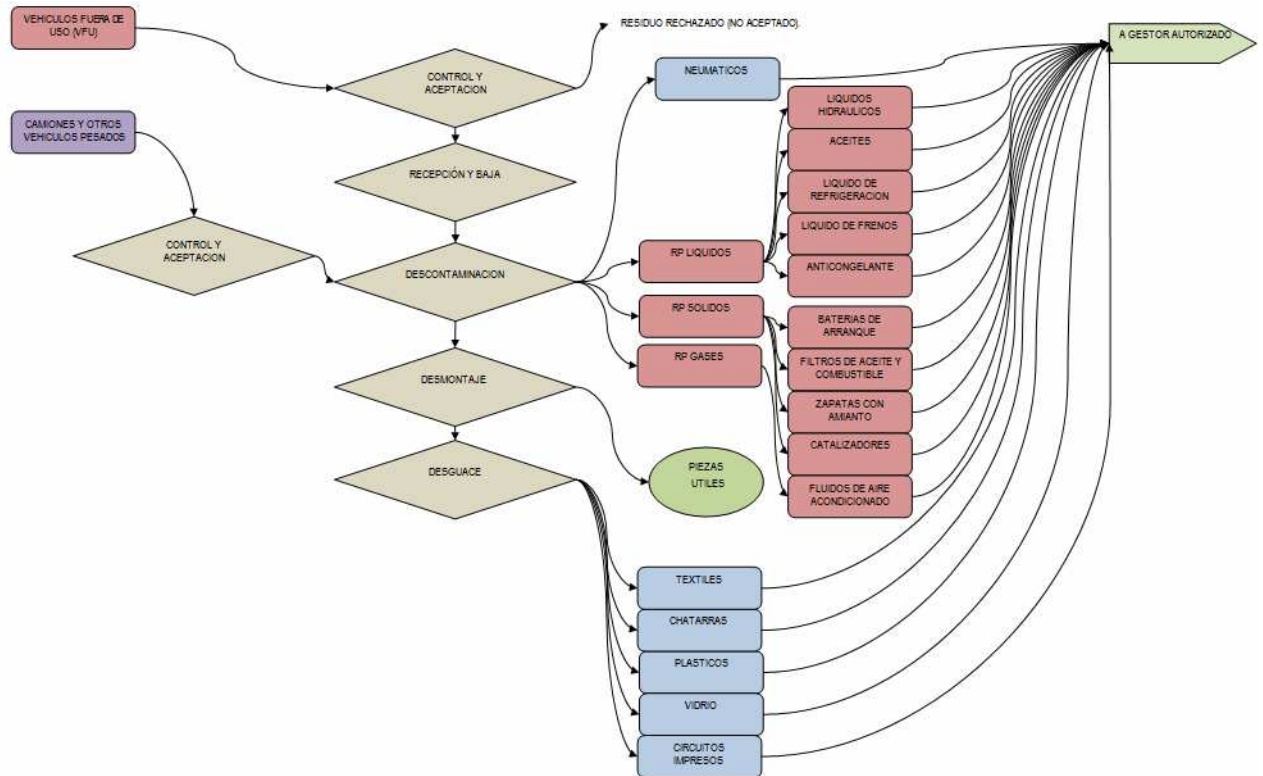 VEHICULOS FUERA DE
USO (VFU)
RESIDUO RECHAZADO (NO ACEPTADO).
A GESTOR AUTORIZADO
CONTROL Y
ACEPTACION
NEUMATICOS
CAMIONES Y OTROS
VEHICULOS PESADOS
LIQUIDOS
HIDRAULICOS
ACEITES
RECEPCIÓN Y BAJA
LIQUIDO DE
REFRIGERACION
LIQUIDO DE FRENOS
CONTROL Y
ACEPTACION
RP LIQUIDOS
ANTICONGELANTE
DESCONTAMINACION
RP SOLIDOS
BATERIAS DE
ARRANQUE
RP GASES
FILTROS DE ACEITE Y
COMBUSTIBLE
DESMONTAJE
ZAPATAS CON
AMIANTO
CATALIZADORES
DESGUACE
PIEZAS
UTILES
FLUIDOS DE AIRE
ACONDICIONADO
TEXTILES
CHATARRAS
PLASTICOS
VIDRIO
CIRCUITOS
IMPRESOS